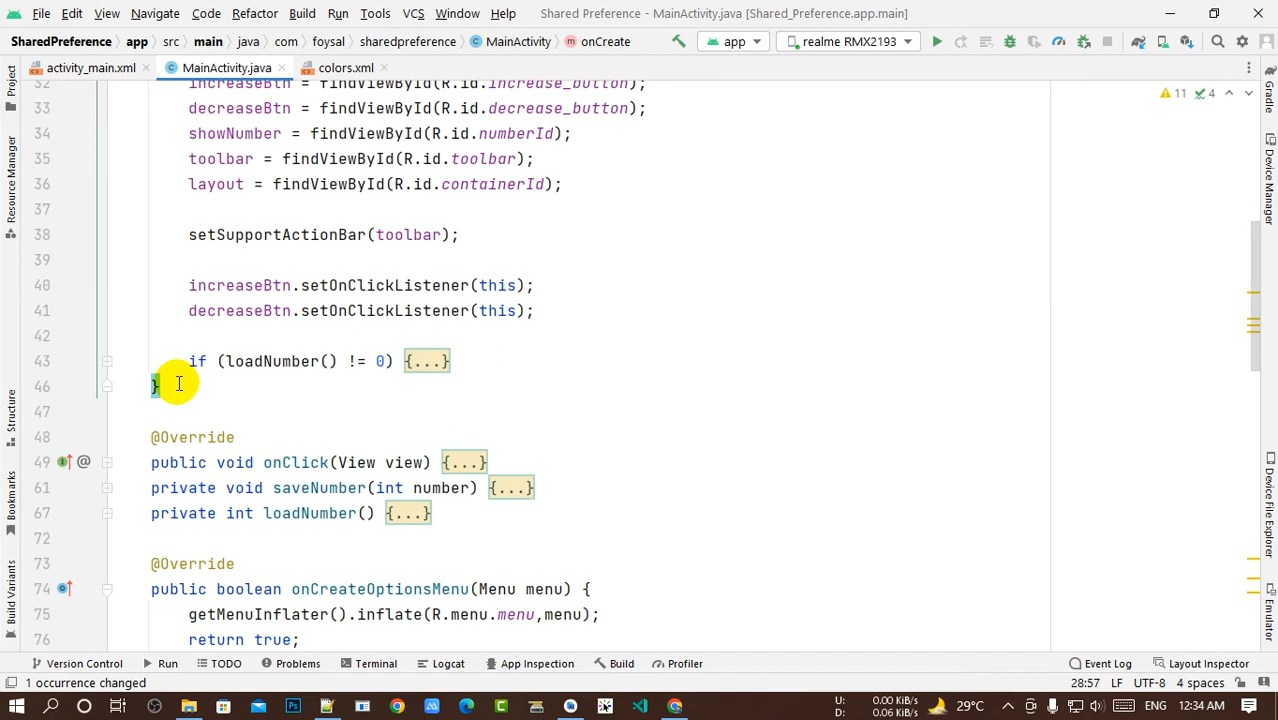 File Edit View Navigate Code Refactor Build Run Tools VCS Window Help Shared Preference - MainActivity.java [Shared_Preference.app.main]
SharedPreference app src main java com foysal sharedpreference MainActivity onCreate app realme RMX2193
activity_main.xml MainActivity.java colors.xml
32 increaseBtn = findViewById(R.id.increase_button);
33 decreaseBtn = findViewById(R.id.decrease_button);
34 showNumber = findViewById(R.id.numberId);
35 toolbar = findViewById(R.id.toolbar);
36 layout = findViewById(R.id.containerId);
37
38 setSupportActionBar(toolbar);
39
40 increaseBtn.setOnClickListener(this);
41 decreaseBtn.setOnClickListener(this);
42
43 if (loadNumber() != 0) {...}
46 }
47
48 @Override
49 public void onClick(View view) {...}
61 private void saveNumber(int number) {...}
67 private int loadNumber() {...}
72
73 @Override
74 public boolean onCreateOptionsMenu(Menu menu) {
75 getMenuInflater().inflate(R.menu.menu,menu);
76 return true;
11 4
Project
Resource Manager
Structure
Bookmarks
Build Variants
Gradle
Device Manager
Device File Explorer
Emulator
Version Control Run TODO Problems Terminal Logcat App Inspection Build Profiler Event Log Layout Inspector
1 occurrence changed 28:57 LF UTF-8 4 spaces
U: 0.00 KiB/s
D: 0.06 KiB/s
29°C ENG 12:34 AM